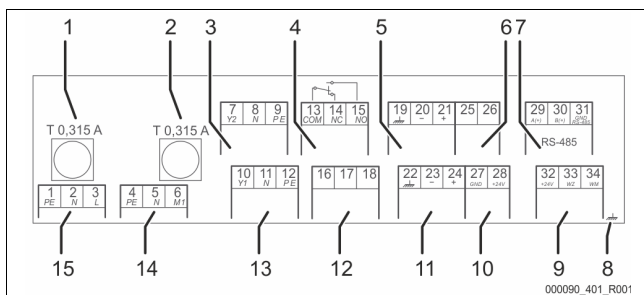 1 2 3 4 5 6 7
7 8 9 13 14 15 19 20 21 25 26 29 30 31
Y2 N PE COM NC NO - + A(+) B(+) GND
RS-485
T 0,315 A T 0,315 A RS-485
10 11 12 16 17 18 22 23 24 27 28 32 33 34
Y1 N PE - + GND +24V +24V WZ WM
1 2 3 4 5 6
PE N L PE N M1
15 14 13 12 11 10 9 8
000090_401_R001